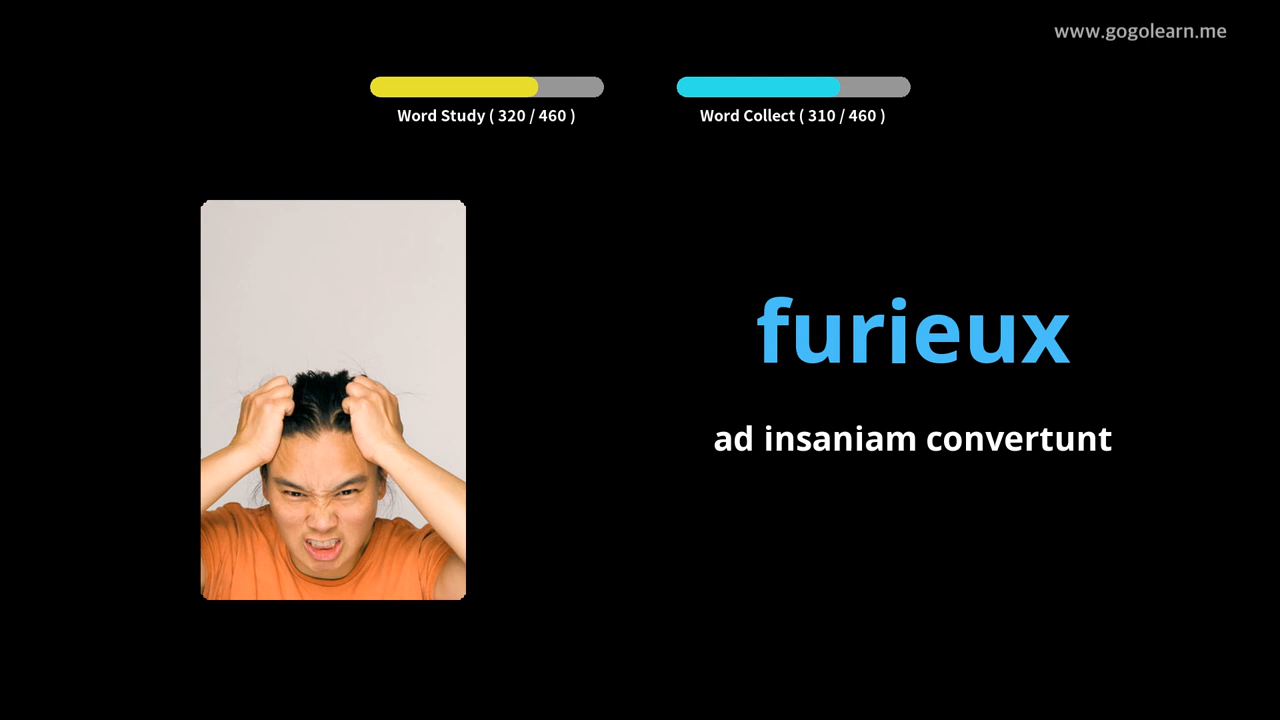 www.gogolearn.me
Word Study ( 320 / 460 )
Word Collect ( 310 / 460 )
furieux
ad insaniam convertunt